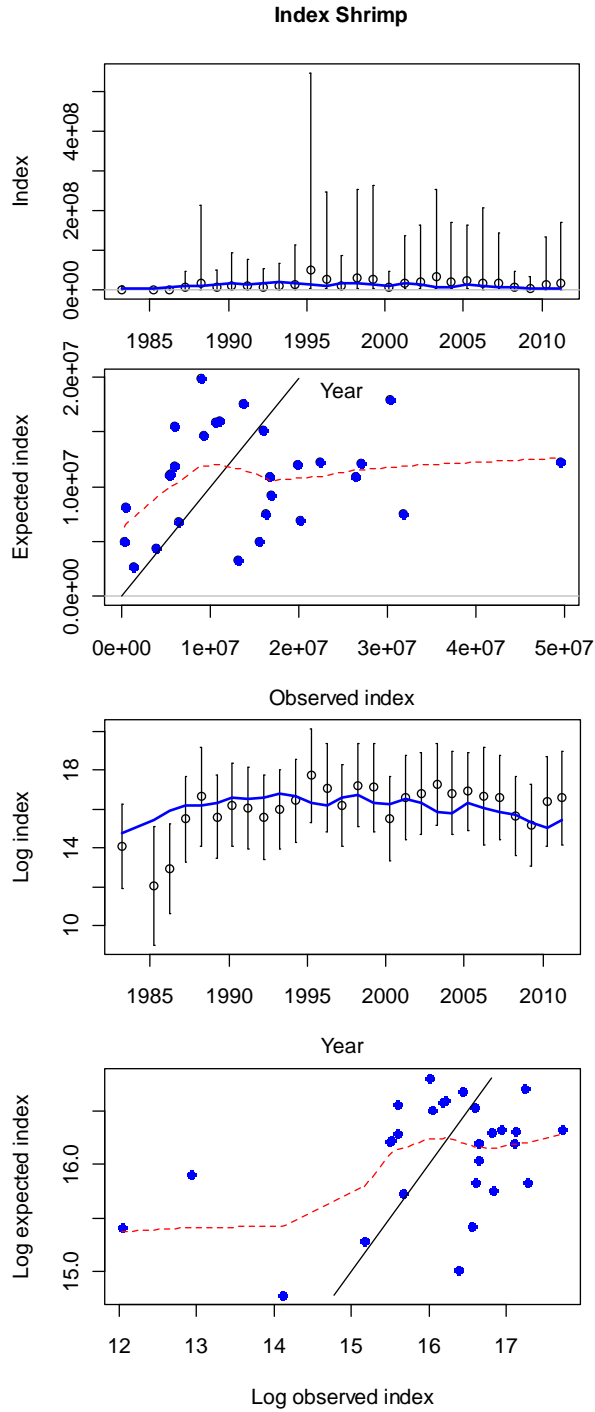 Index Shrimp
Index
0e+00 2e+08 4e+08
1985 1990 1995 2000 2005 2010
Year
Expected index
0.0e+00 1.0e+07 2.0e+07
0e+00 1e+07 2e+07 3e+07 4e+07 5e+07
Observed index
Log index
10 14 18
1985 1990 1995 2000 2005 2010
Year
Log expected index
15.0 16.0
12 13 14 15 16 17
Log observed index